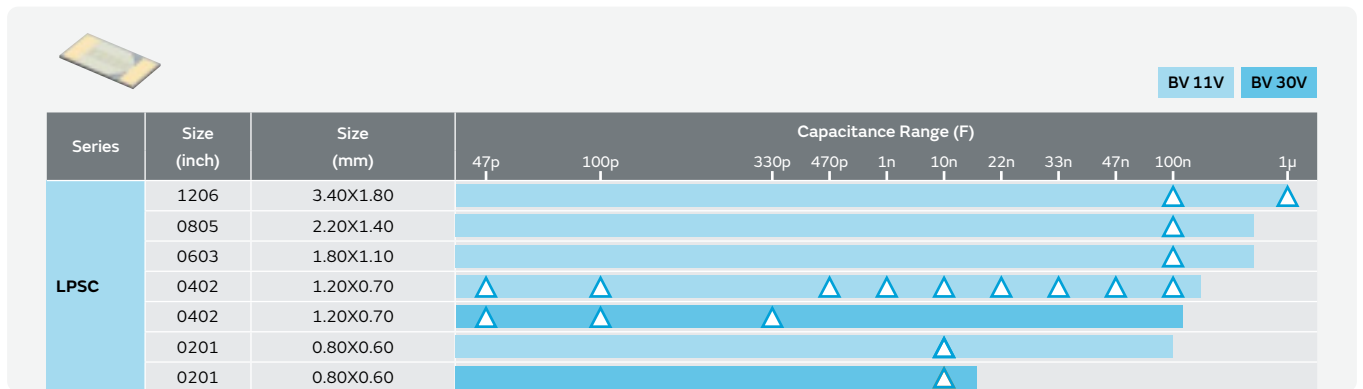 BV 11V BV 30V
Series Size (inch) Size (mm) Capacitance Range (F)
47p 100p 330p 470p 1n 10n 22n 33n 47n 100n 1µ
LPSC
1206 3.40X1.80
0805 2.20X1.40
0603 1.80X1.10
0402 1.20X0.70
0402 1.20X0.70
0201 0.80X0.60
0201 0.80X0.60